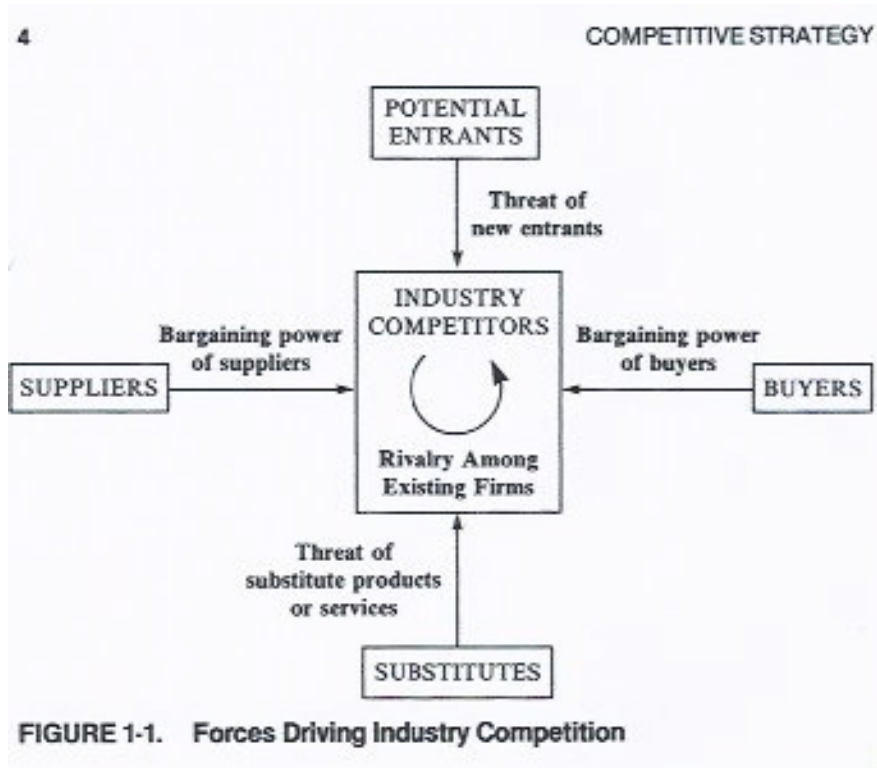 4
COMPETITIVE STRATEGY
POTENTIAL
ENTRANTS
Threat of
new entrants
INDUSTRY
COMPETITORS
Bargaining power
of suppliers
Bargaining power
of buyers
SUPPLIERS
BUYERS
Rivalry Among
Existing Firms
Threat of
substitute products
or services
SUBSTITUTES
FIGURE 1-1. Forces Driving Industry Competition